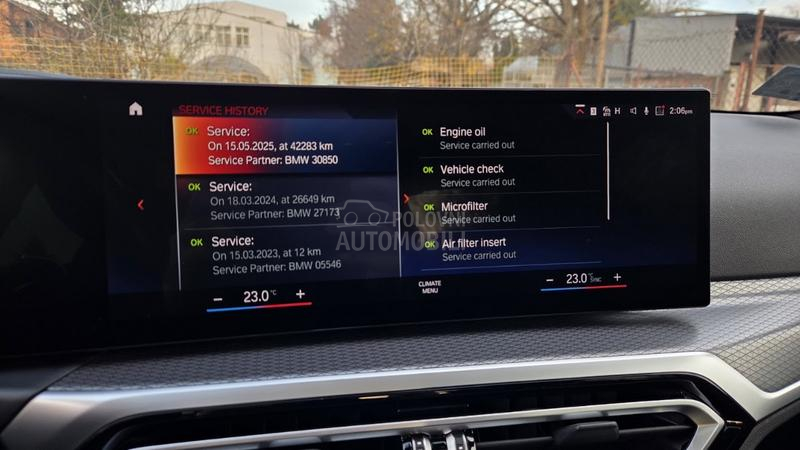 SERVICE HISTORY
H
2:06pm
OK Service:
On 15.05.2025, at 42283 km
Service Partner: BMW 30850
OK Service:
On 18.03.2024, at 26649 km
Service Partner: BMW 27173
OK Service:
On 15.03.2023, at 12 km
Service Partner: BMW 05546
OK Engine oil
Service carried out
OK Vehicle check
Service carried out
OK Microfilter
Service carried out
OK Air filter insert
Service carried out
POLOVNI
AUTOMOBILI
– 23.0°C +
CLIMATE
MENU
– 23.0°C SYNC +